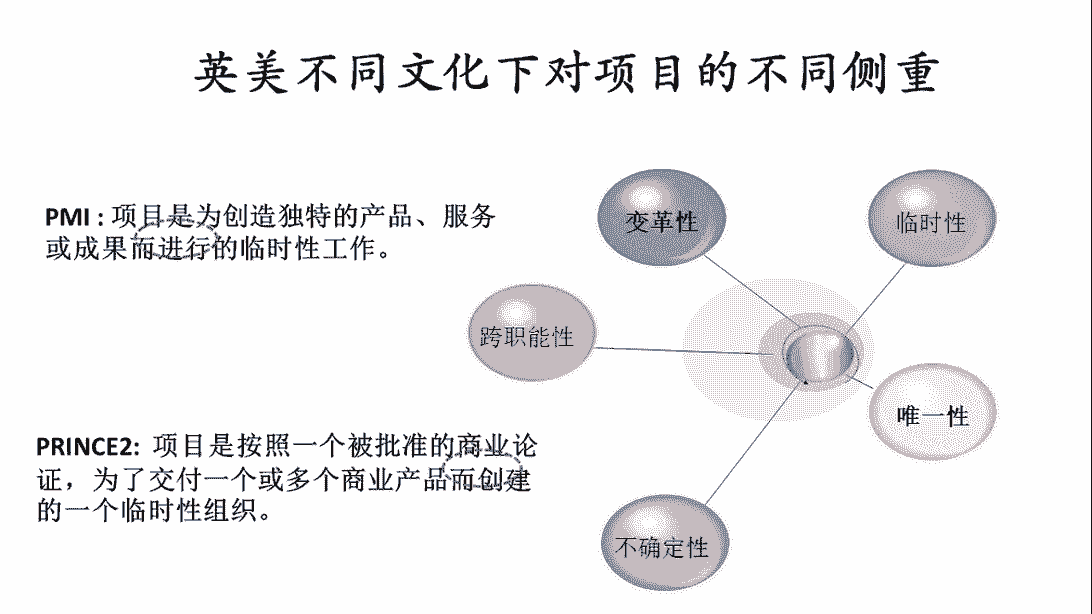 英美不同文化下对项目的不同侧重
PMI : 项目是为创造独特的产品、服务
或成果而进行的临时性工作。
PRINCE2: 项目是按照一个被批准的商业论
证，为了交付一个或多个商业产品而创建
的一个临时性组织。
变革性
临时性
跨职能性
唯一性
不确定性